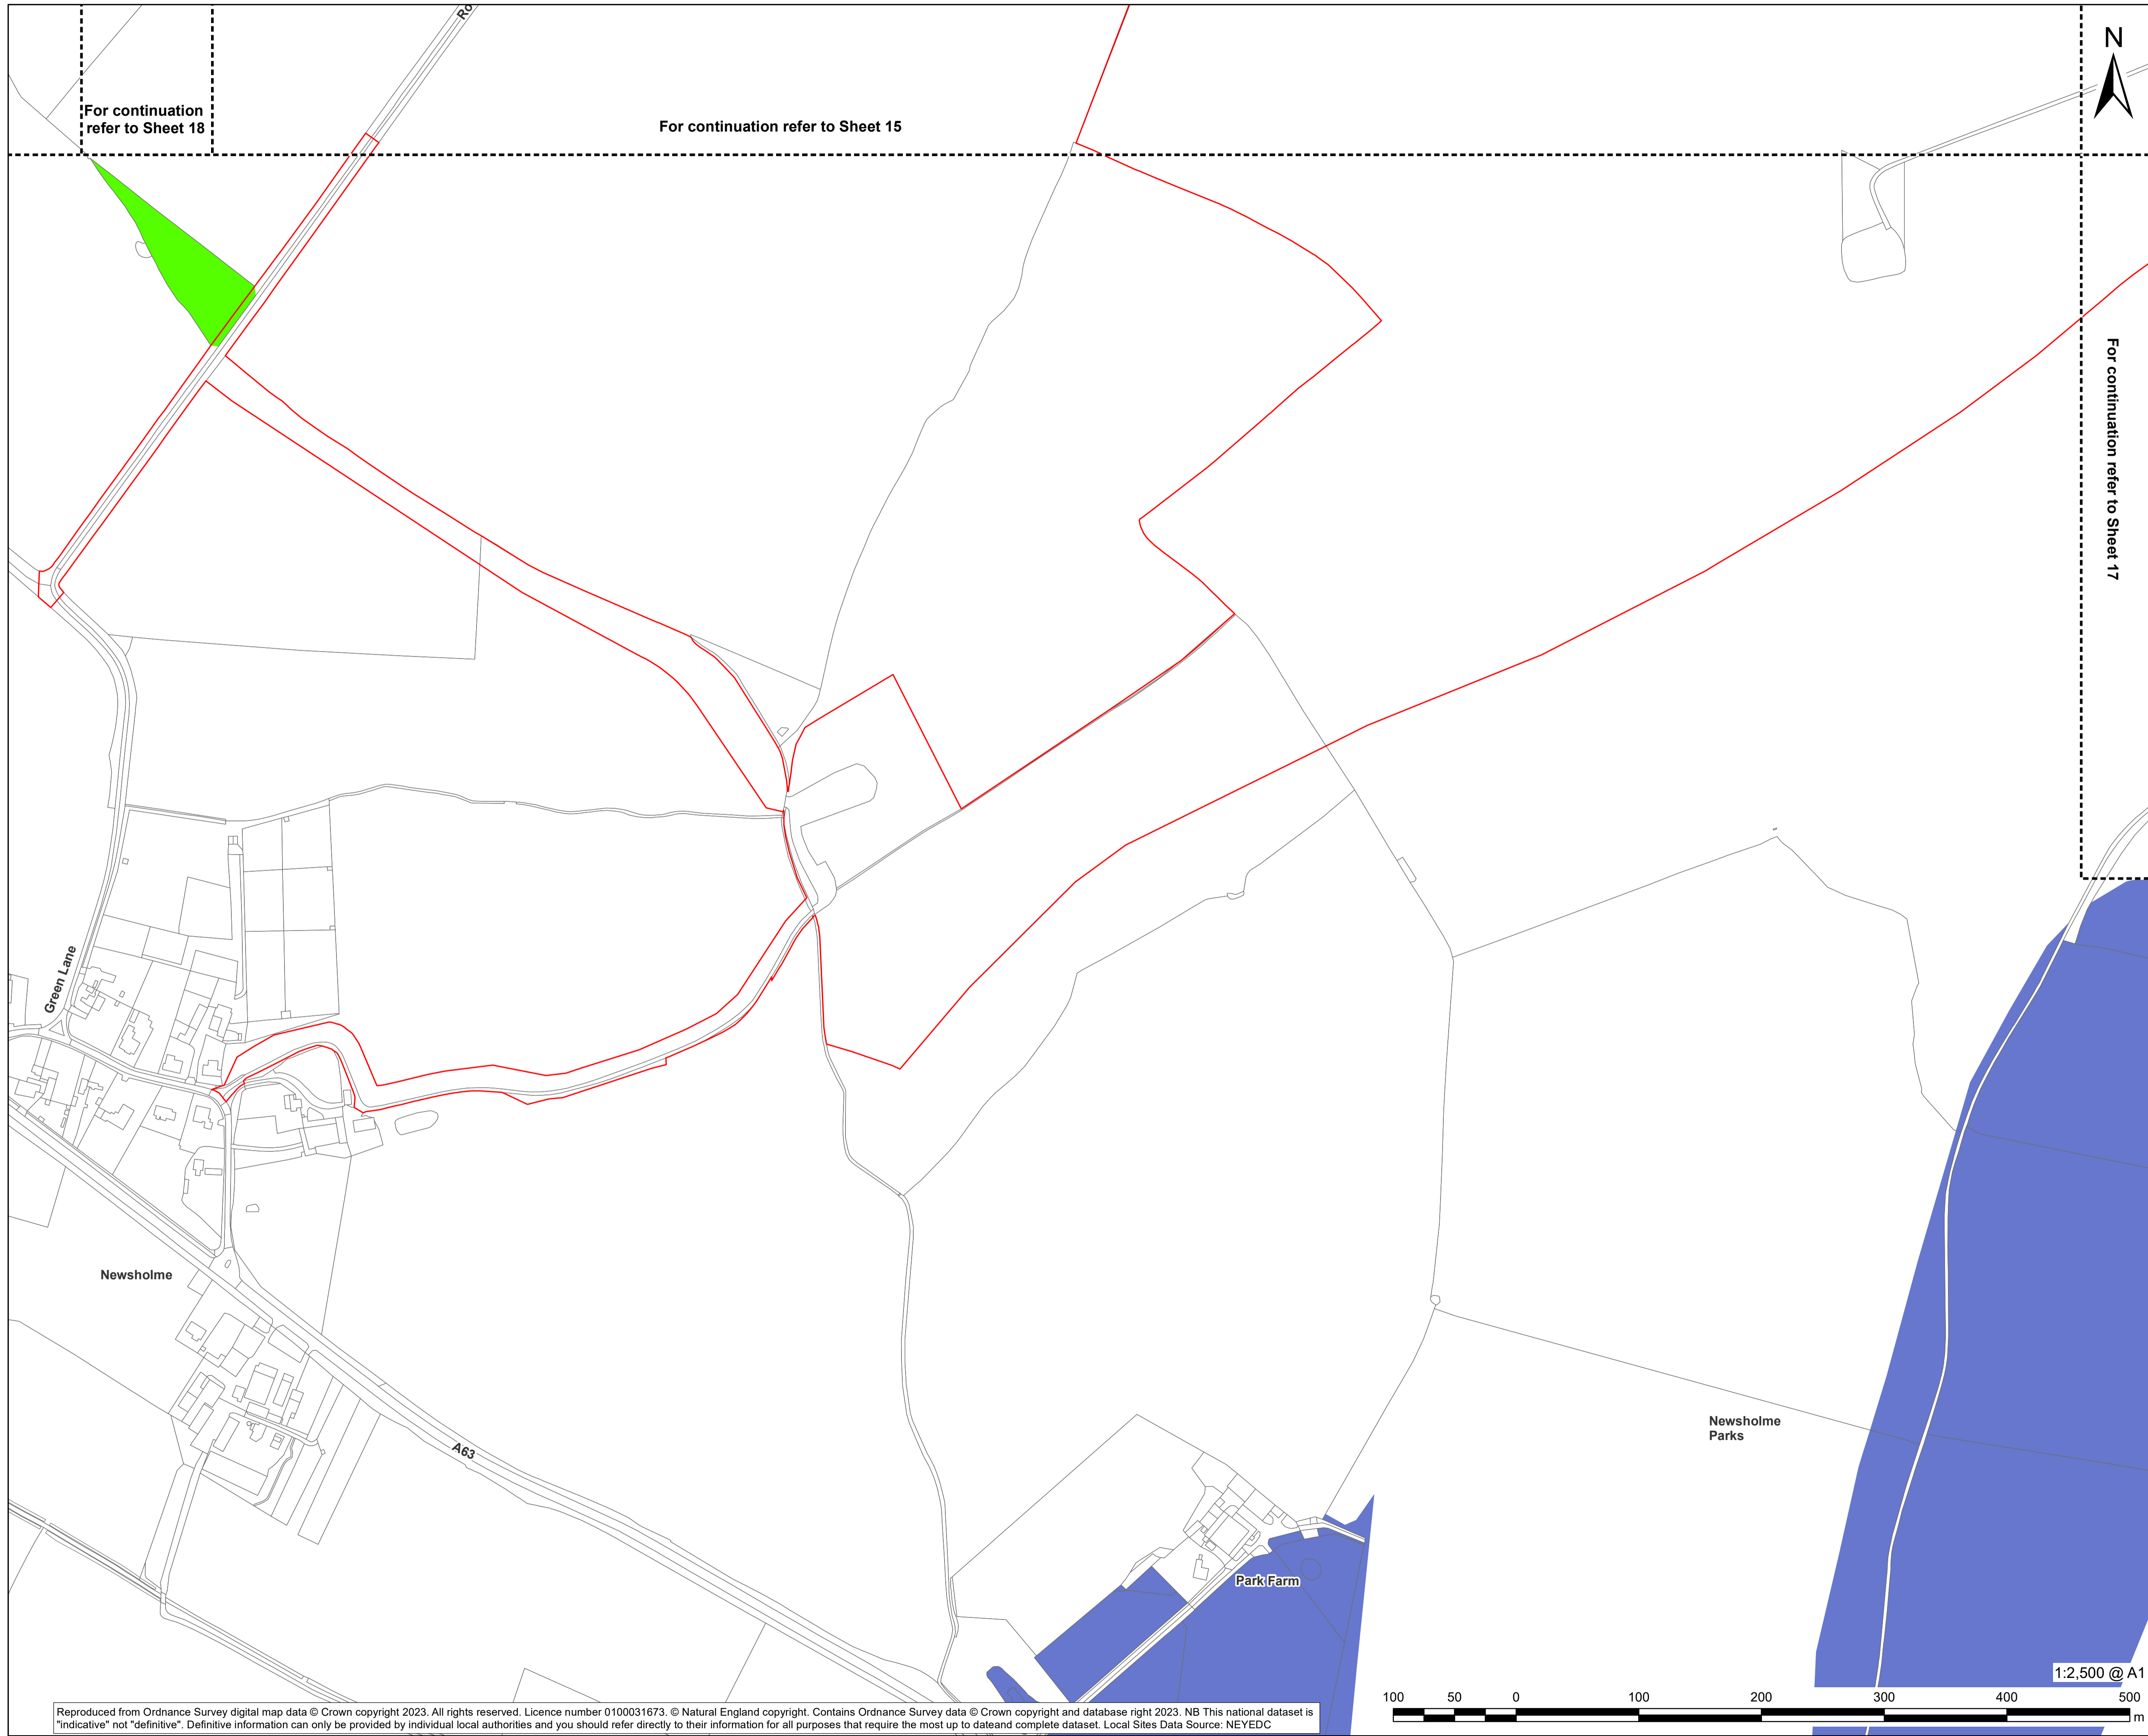 Ro
N
For continuation
refer to Sheet 18
For continuation refer to Sheet 15
For continuation refer to Sheet 17
Green Lane
Newsholme
A63
Newsholme
Parks
Park Farm
1:2,500 @ A1
100 50 0 100 200 300 400 500
m
Reproduced from Ordnance Survey digital map data © Crown copyright 2023. All rights reserved. Licence number 0100031673. © Natural England copyright. Contains Ordnance Survey data © Crown copyright and database right 2023. NB This national dataset is
"indicative" not "definitive". Definitive information can only be provided by individual local authorities and you should refer directly to their information for all purposes that require the most up to dateand complete dataset. Local Sites Data Source: NEYEDC